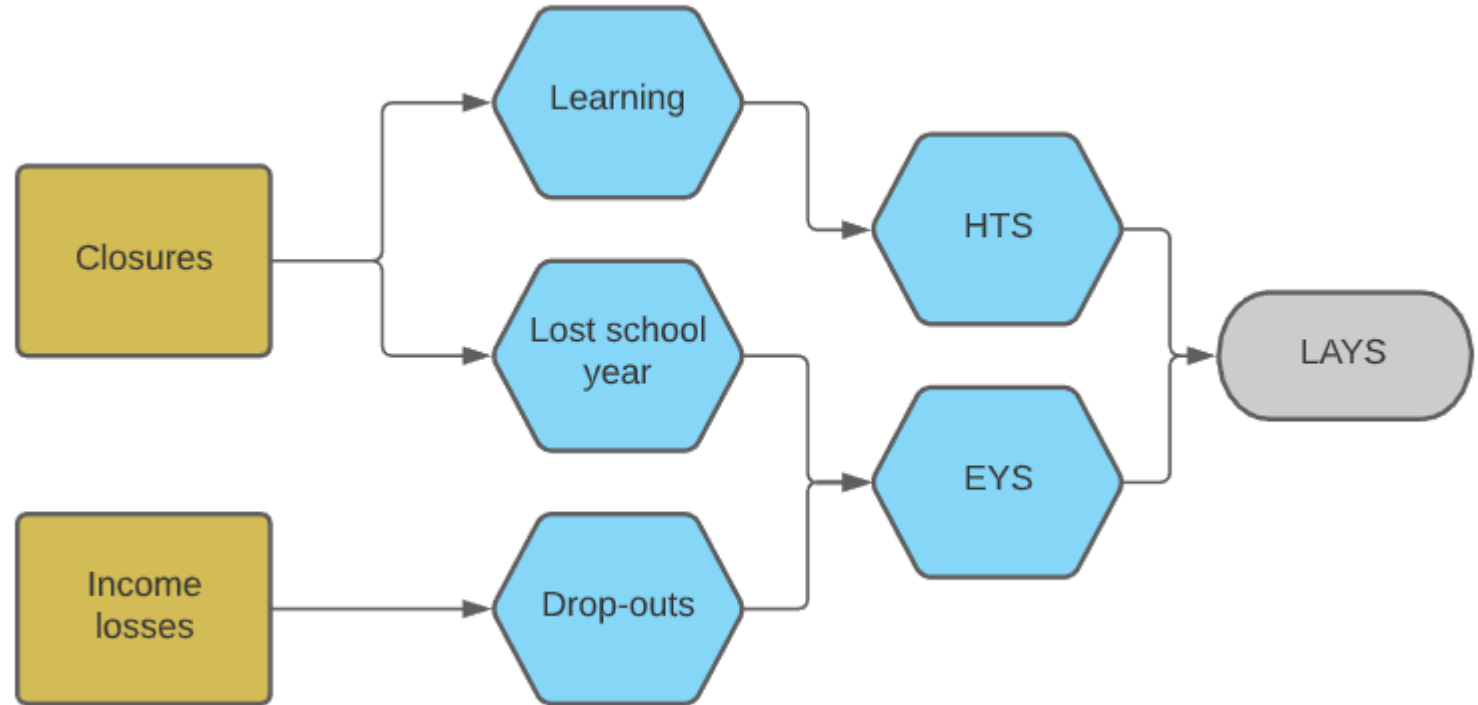 Learning
Closures
HTS
Lost school
year
LAYS
EYS
Income
losses
Drop-outs